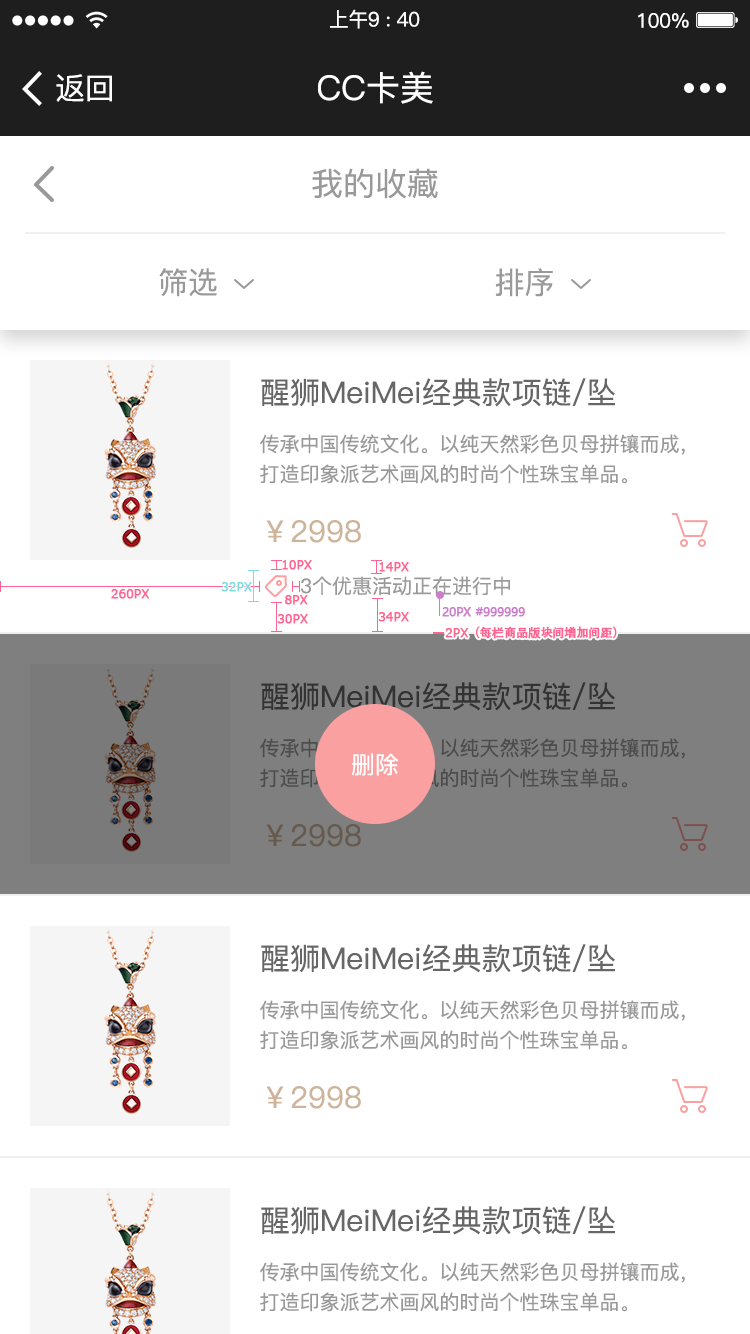 上午9 : 40
100%
返回
CC卡美
我的收藏
筛选
排序
醒狮MeiMei经典款项链/坠
传承中国传统文化。以纯天然彩色贝母拼镶而成，
打造印象派艺术画风的时尚个性珠宝单品。
￥2998
10PX
14PX
260PX
32PX
3个优惠活动正在进行中
8PX
20PX #999999
30PX
34PX
2PX（每栏商品版块间增加间距）
醒狮MeiMei经典款项链/坠
传承中 以纯天然彩色贝母拼镶而成，
打造印 风的时尚个性珠宝单品。
删除
￥2998
醒狮MeiMei经典款项链/坠
传承中国传统文化。以纯天然彩色贝母拼镶而成，
打造印象派艺术画风的时尚个性珠宝单品。
￥2998
醒狮MeiMei经典款项链/坠
传承中国传统文化。以纯天然彩色贝母拼镶而成，
打造印象派艺术画风的时尚个性珠宝单品。